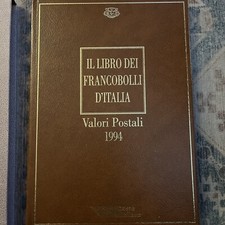 IL LIBRO DEI
FRANCOBOLLI
D'ITALIA
Valori Postali
1994